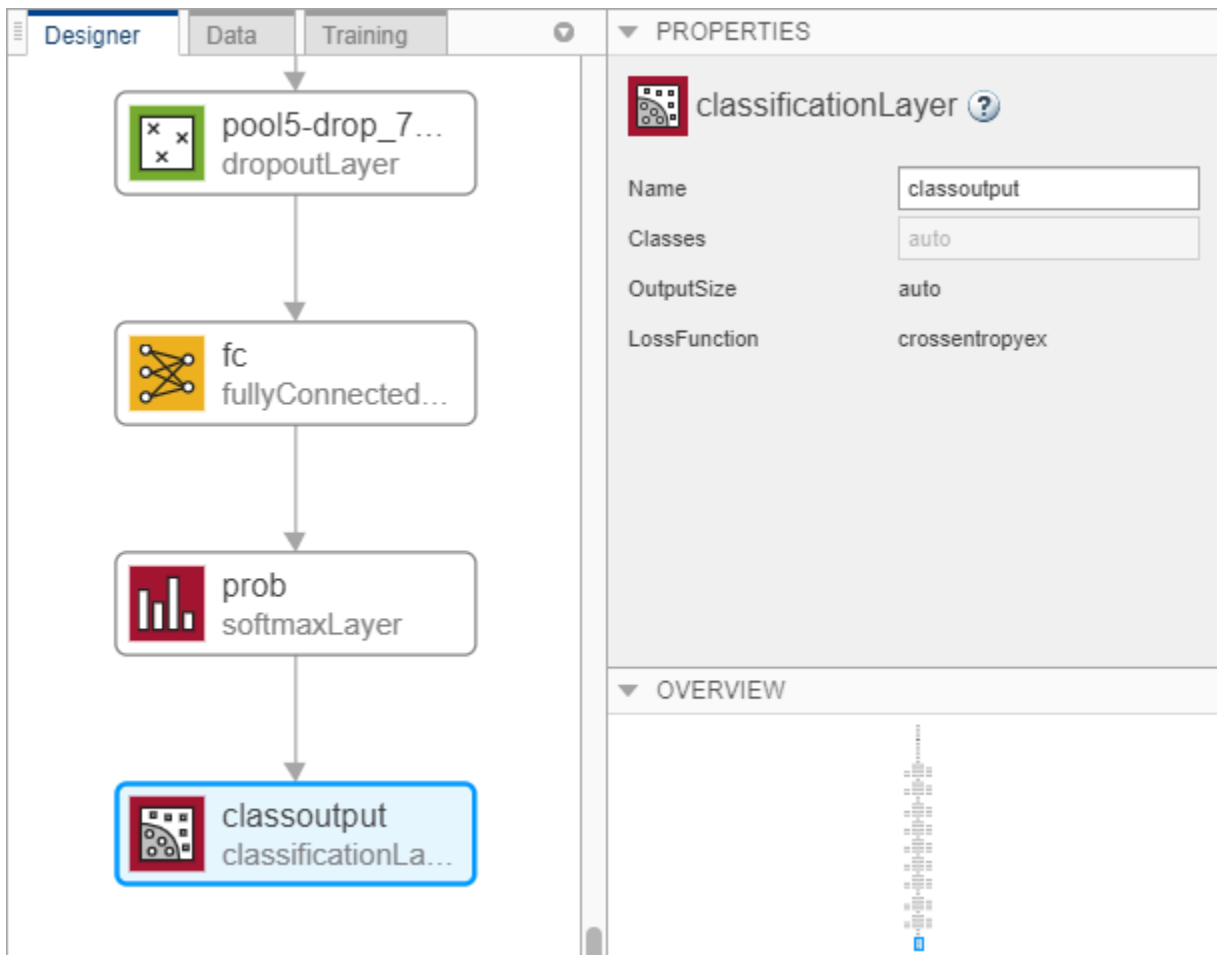 Designer
Data
Training
pool5-drop_7...
dropoutLayer
fc
fullyConnected...
prob
softmaxLayer
classoutput
classificationLa...
PROPERTIES
classificationLayer ?
Name classoutput
Classes auto
OutputSize auto
LossFunction crossentropyex
OVERVIEW